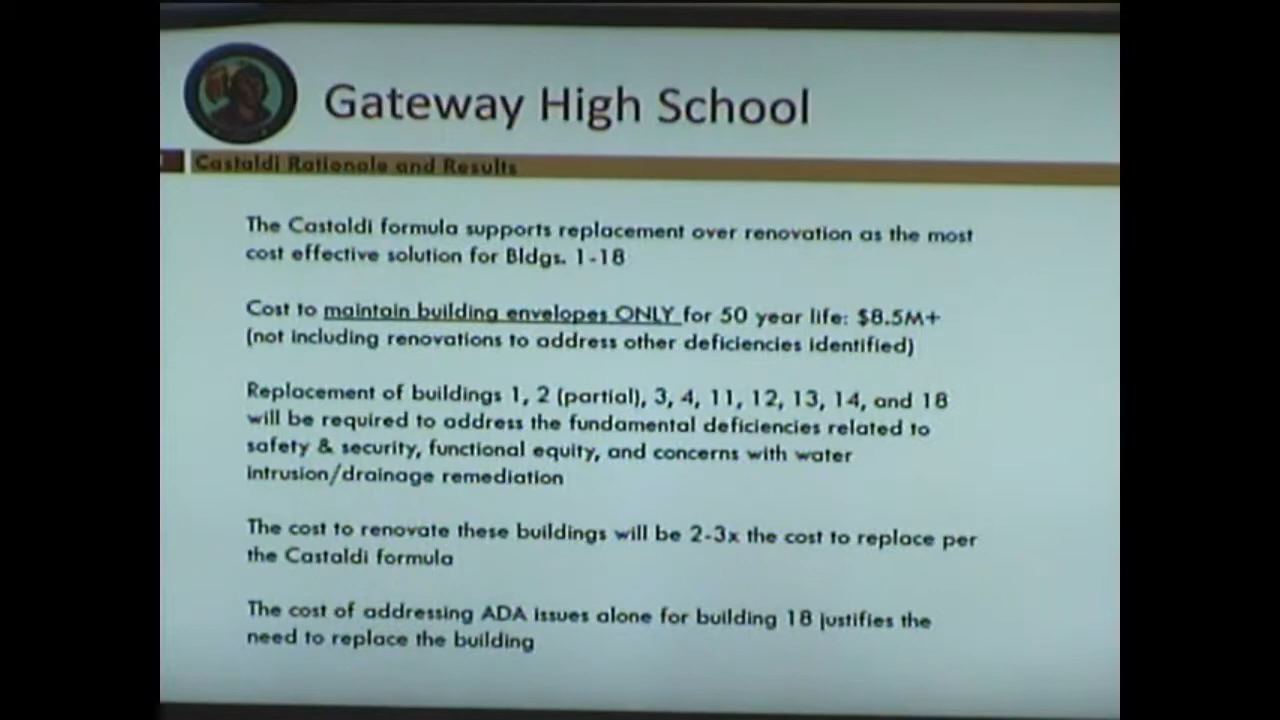 Gateway High School
Castaldi Rationale and Results
The Castaldi formula supports replacement over renovation as the most
cost effective solution for Bldgs. 1-18
Cost to maintain building envelopes ONLY for 50 year life: $8.5M+
(not including renovations to address other deficiencies identified)
Replacement of buildings 1, 2 (partial), 3, 4, 11, 12, 13, 14, and 18
will be required to address the fundamental deficiencies related to
safety & security, functional equity, and concerns with water
intrusion/drainage remediation
The cost to renovate these buildings will be 2-3x the cost to replace per
the Castaldi formula
The cost of addressing ADA issues alone for building 18 justifies the
need to replace the building